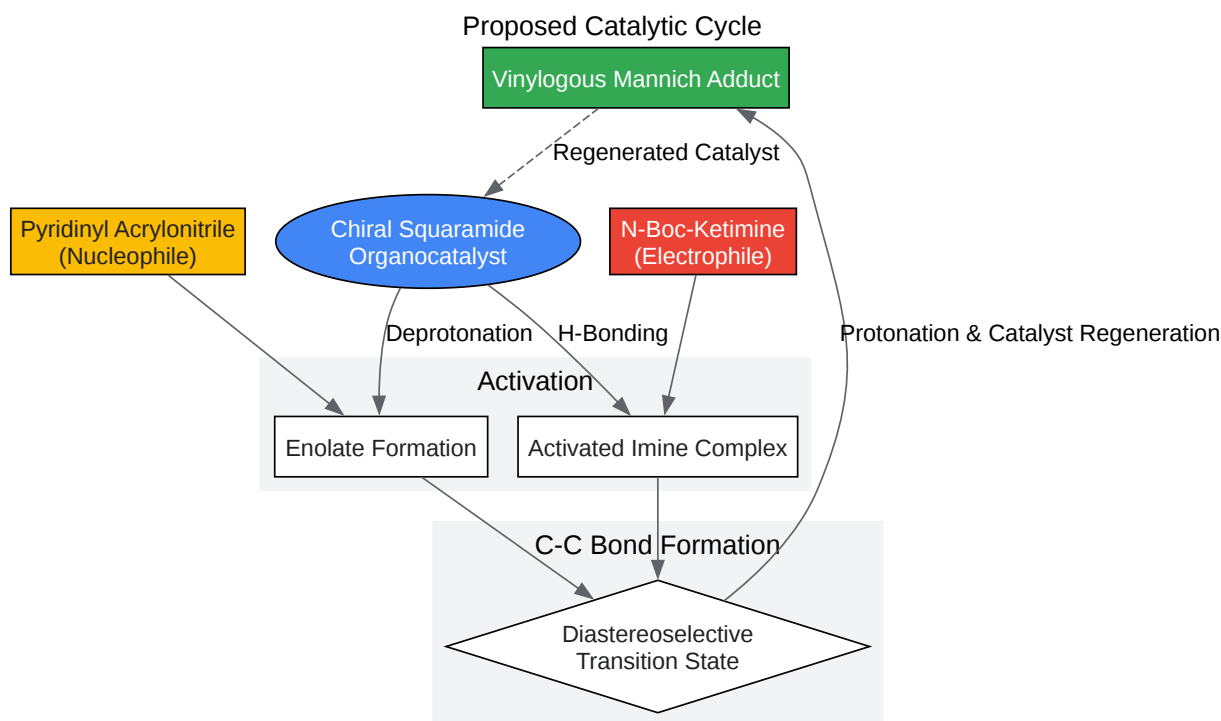 Proposed Catalytic Cycle
Vinylogous Mannich Adduct
Regenerated Catalyst
Pyridinyl Acrylonitrile
(Nucleophile)
Chiral Squaramide
Organocatalyst
N-Boc-Ketimine
(Electrophile)
Deprotonation
H-Bonding
Protonation & Catalyst Regeneration
Activation
Enolate Formation
Activated Imine Complex
C-C Bond Formation
Diastereoselective
Transition State